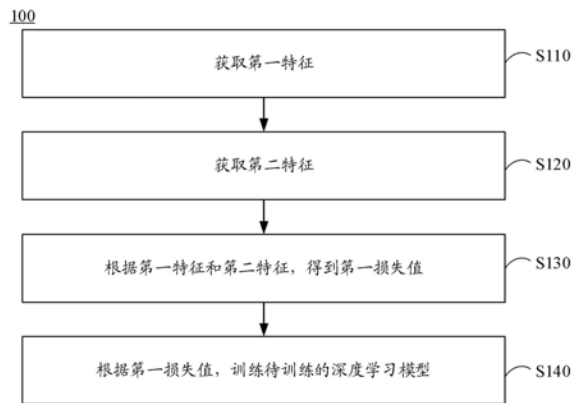 100
获取第一特征
S110
获取第二特征
S120
根据第一特征和第二特征，得到第一损失值
S130
根据第一损失值，训练待训练的深度学习模型
S140